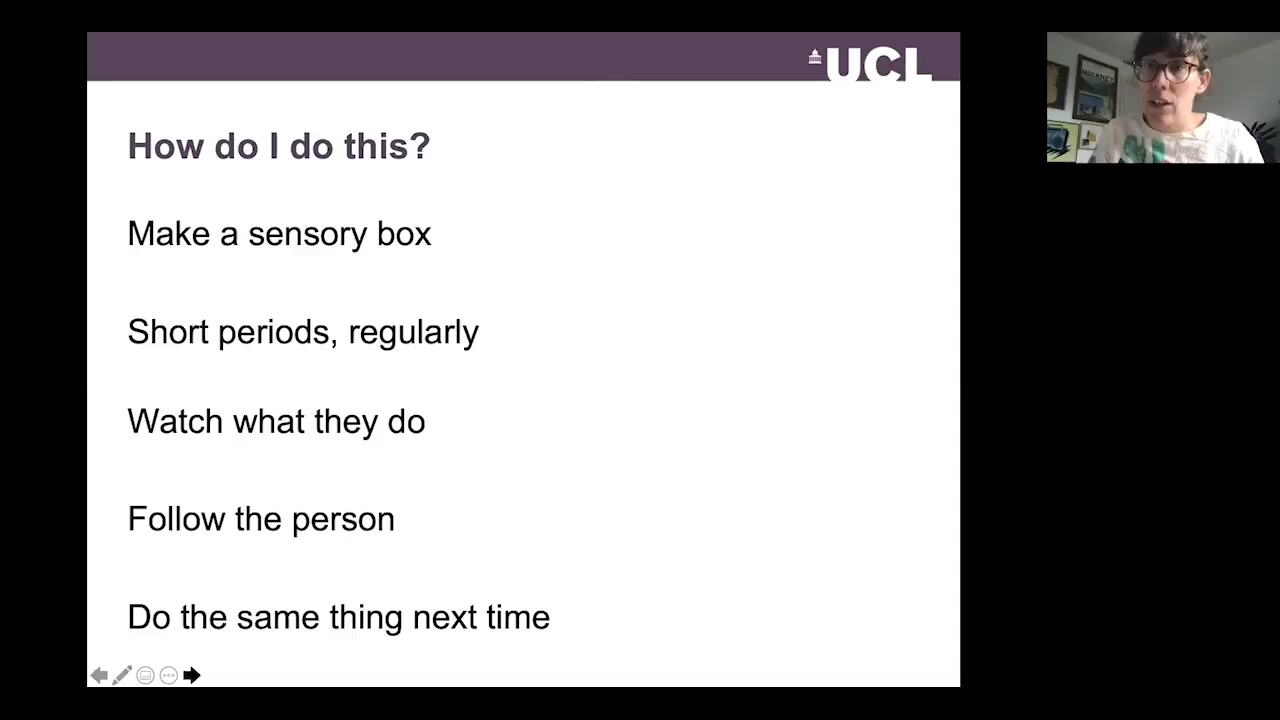 UCL
How do I do this?
Make a sensory box
Short periods, regularly
Watch what they do
Follow the person
Do the same thing next time
HOCKNEY